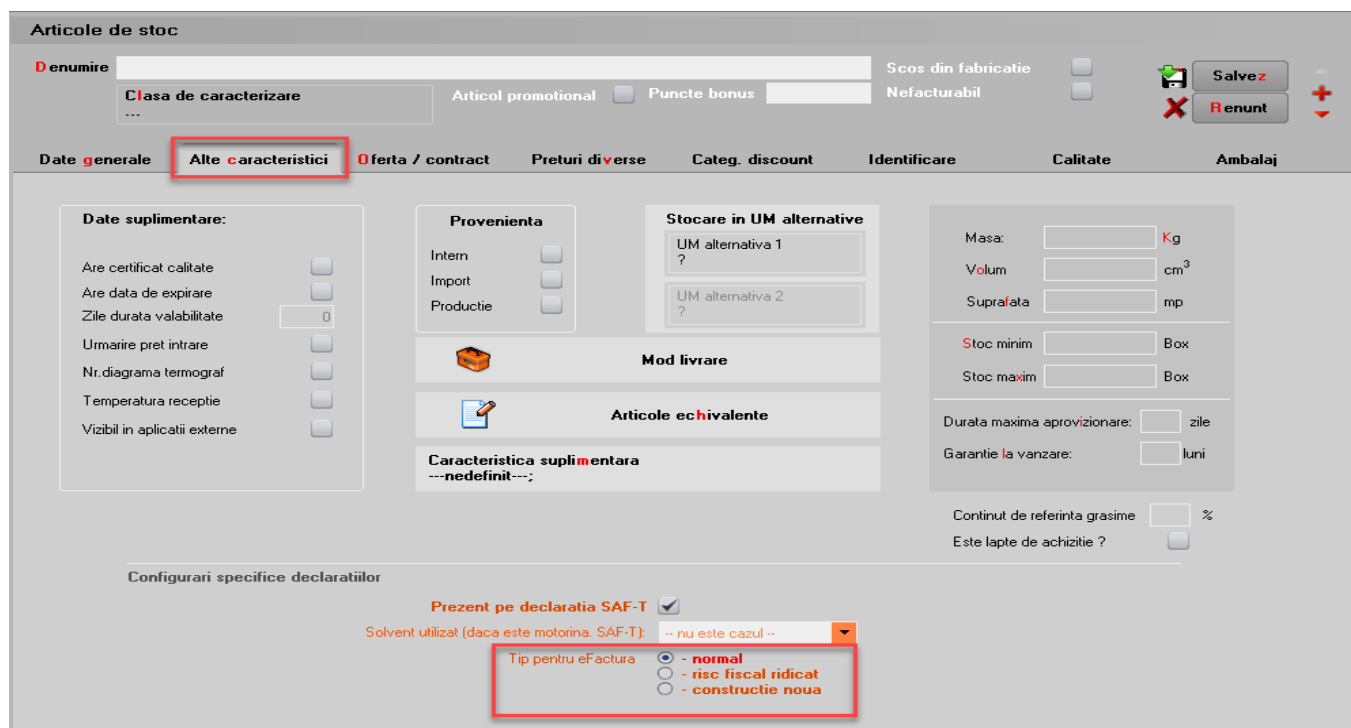 Articole de stoc
Denumire
Scos din fabricatie
Salvez
Clasa de caracterizare
---
Articol promotional
Puncte bonus
Nefacturabil
Renunt
Date generale
Alte caracteristici
Oferta / contract
Preturi diverse
Categ. discount
Identificare
Calitate
Ambalaj
Date suplimentare:
Are certificat calitate
Are data de expirare
Zile durata valabilitate 0
Urmarire pret intrare
Nr.diagrama termograf
Temperatura receptie
Vizibil in aplicatii externe
Provenienta
Intern
Import
Productie
Stocare in UM alternative
UM alternativa 1
?
UM alternativa 2
?
Mod livrare
Articole echivalente
Caracteristica suplimentara
---nedefinit---;
Masa: Kg
Volum cm3
Suprafata mp
Stoc minim Box
Stoc maxim Box
Durata maxima aprovizionare: zile
Garantie la vanzare: luni
Continut de referinta grasime %
Este lapte de achizitie ?
Configurari specifice declaratiilor
Prezent pe declaratia SAF-T
Solvent utilizat (daca este motorina. SAF-T): -- nu este cazul --
Tip pentru eFactura - normal
- risc fiscal ridicat
- constructie noua